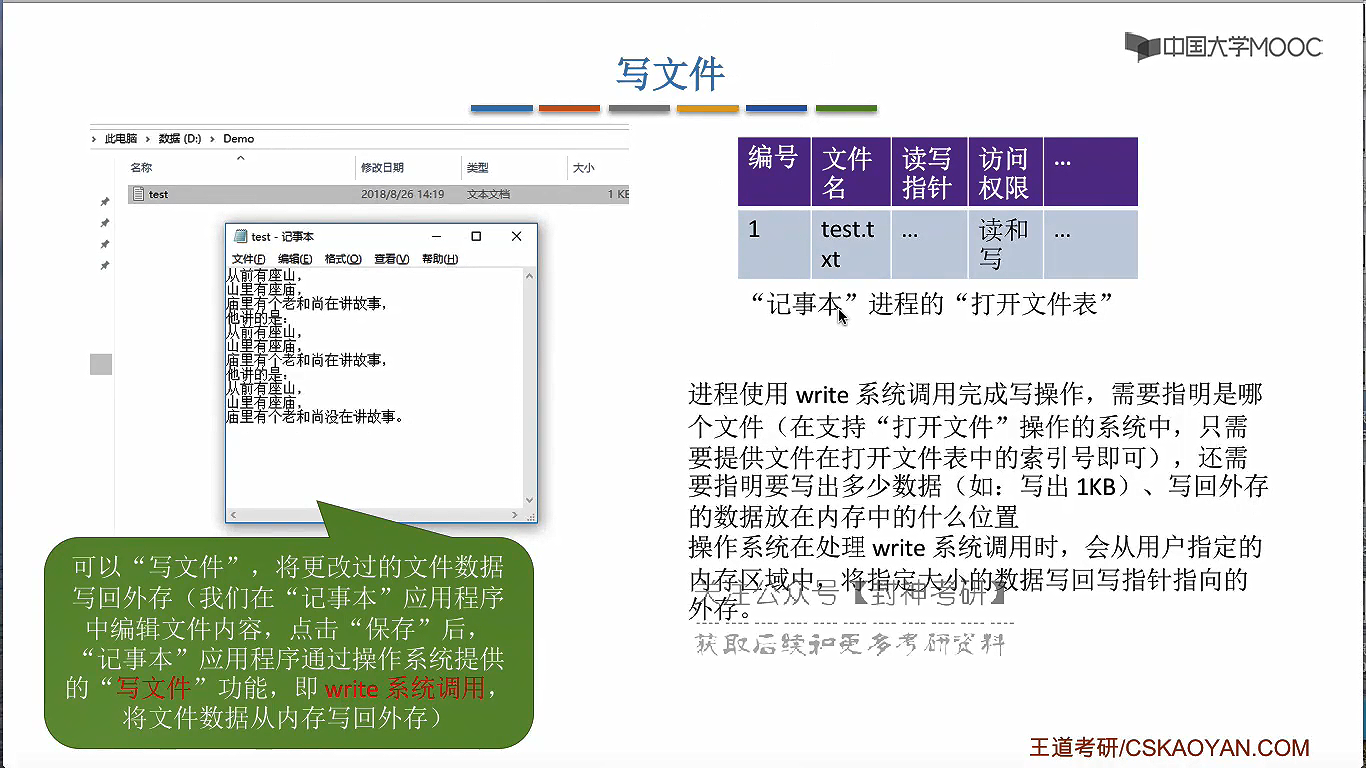 中国大学MOOC
写文件
此电脑 › 数据 (D:) › Demo
名称 修改日期 类型 大小
test 2018/8/26 14:19 文本文档 1 KB
test - 记事本
文件(F) 编辑(E) 格式(O) 查看(V) 帮助(H)
从前有座山，
山里有座庙，
庙里有个老和尚在讲故事，
他讲的是：
从前有座山，
山里有座庙，
庙里有个老和尚在讲故事，
他讲的是：
从前有座山，
山里有座庙，
庙里有个老和尚没在讲故事。
可以“写文件”，将更改过的文件数据
写回外存（我们在“记事本”应用程序
中编辑文件内容，点击“保存”后，
“记事本”应用程序通过操作系统提供
的“写文件”功能，即 write 系统调用，
将文件数据从内存写回外存）
编号 文件名 读写指针 访问权限 ...
1 test.txt ... 读和写 ...
“记事本”进程的“打开文件表”
进程使用 write 系统调用完成写操作，需要指明是哪
个文件（在支持“打开文件”操作的系统中，只需
要提供文件在打开文件表中的索引号即可），还需
要指明要写出多少数据（如：写出 1KB）、写回外存
的数据放在内存中的什么位置
操作系统在处理 write 系统调用时，会从用户指定的
内存区域中，将指定大小的数据写回写指针指向的
外存。
关注公众号【封神考研】
获取后续和更多考研资料
王道考研/CSKAOYAN.COM